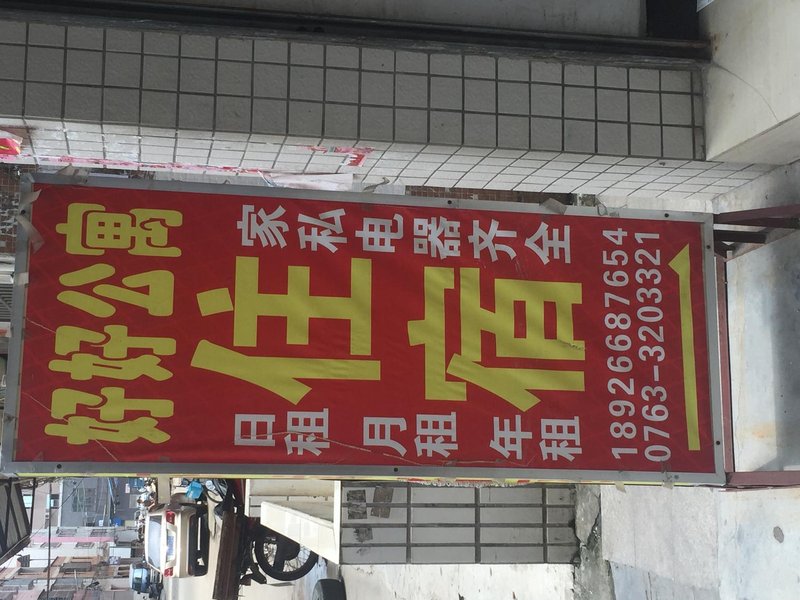 好好公寓
日租 月租 年租
住宿
家私电器齐全
18926687654
0763-3203321